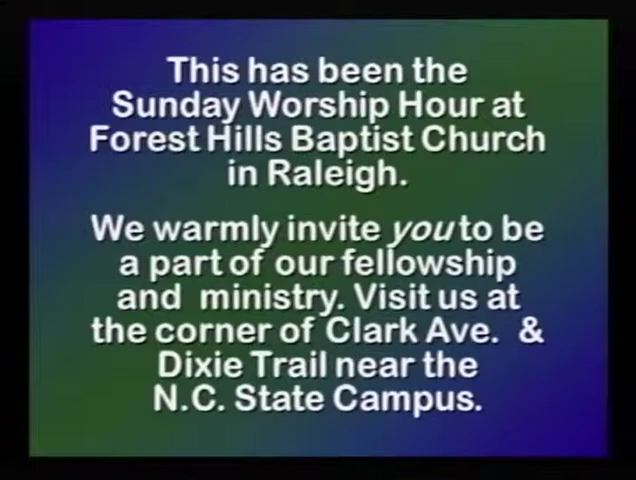 This has been the
Sunday Worship Hour at
Forest Hills Baptist Church
in Raleigh.
We warmly invite you to be
a part of our fellowship
and ministry. Visit us at
the corner of Clark Ave. &
Dixie Trail near the
N.C. State Campus.